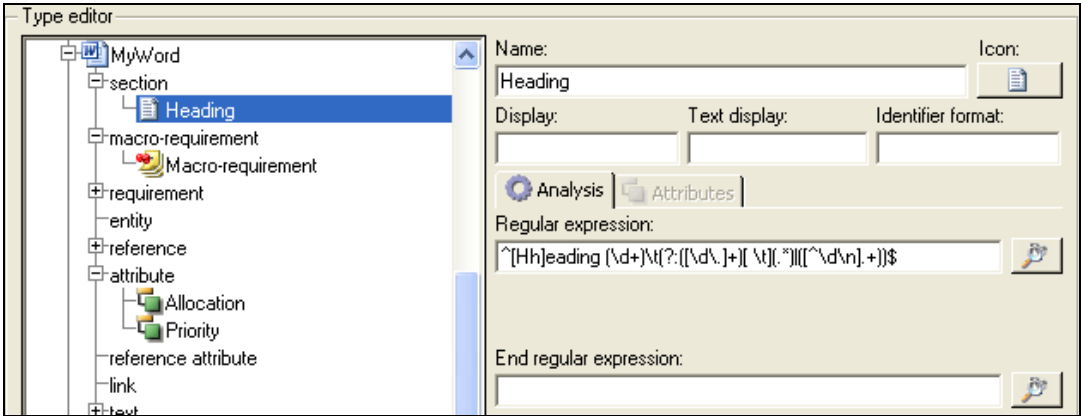 Type editor
MyWord
section
Heading
macro-requirement
Macro-requirement
requirement
entity
reference
attribute
Allocation
Priority
reference attribute
link
text
Name:
Icon:
Heading
Display:
Text display:
Identifier format:
Analysis
Attributes
Regular expression:
^[Hh]eading (\d+)\t(?:([\d\.]+)[ \t](.*)|([^\d\n].+))$
End regular expression: